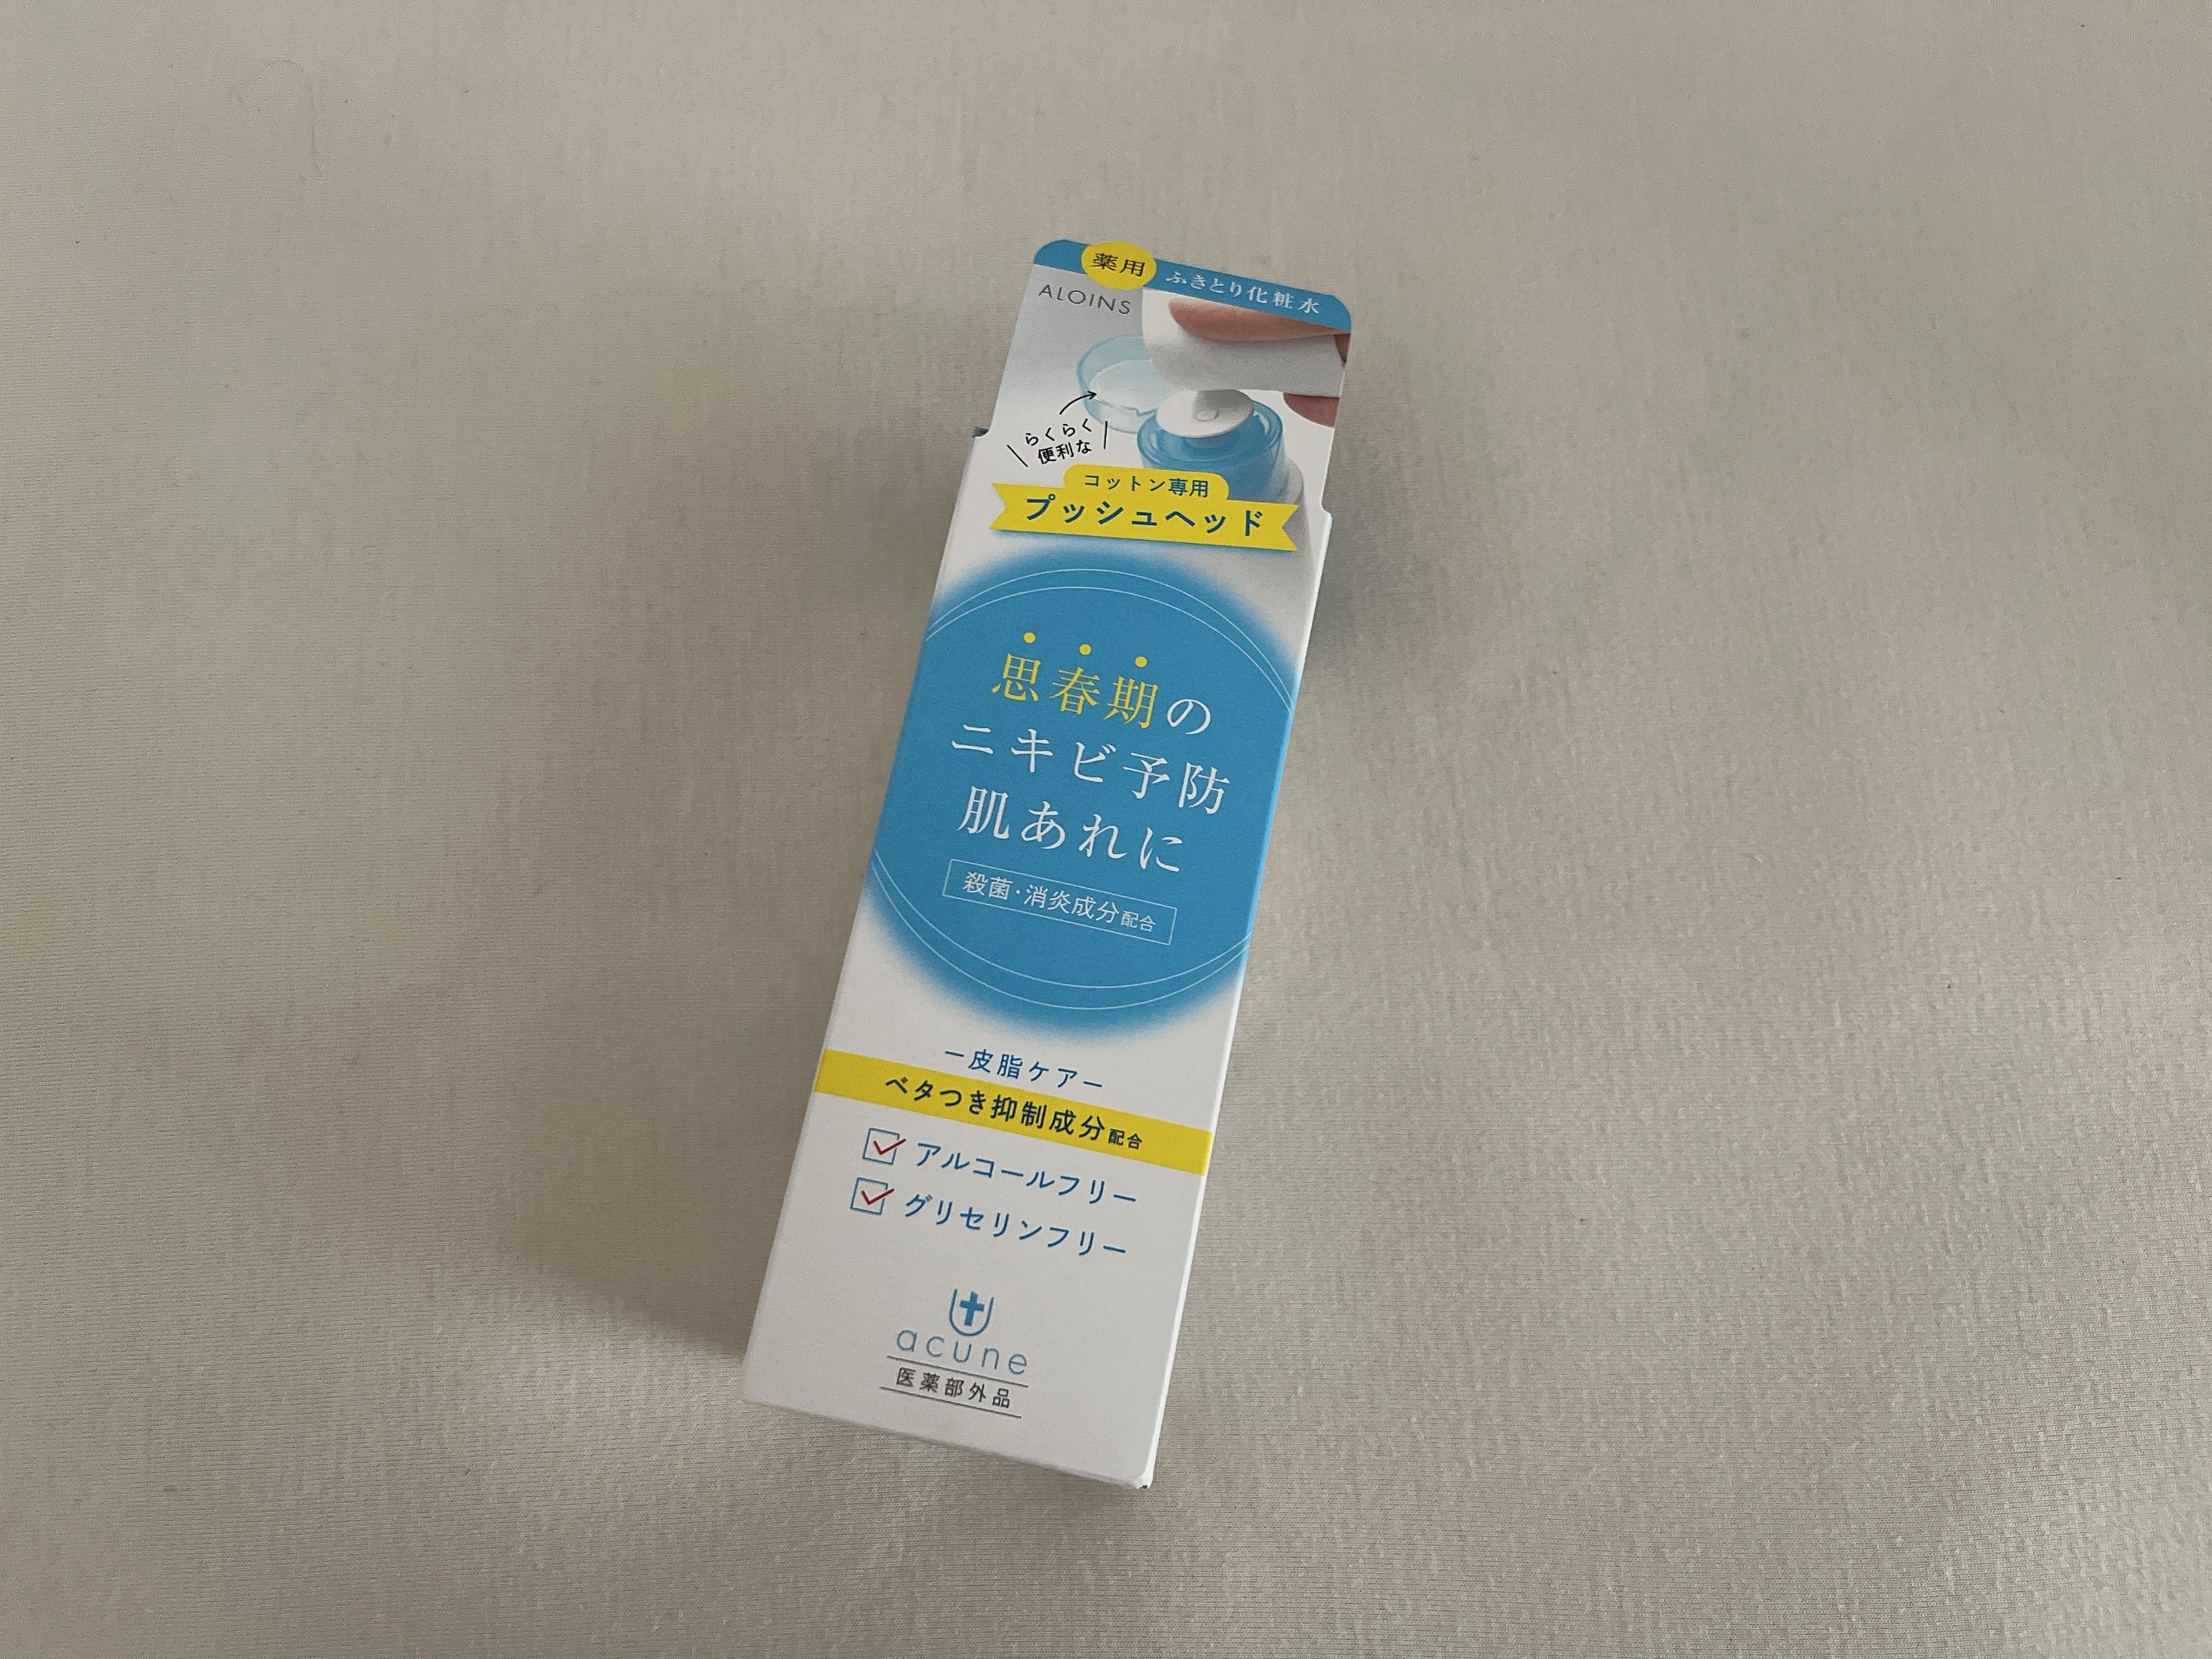 薬用 ふきとり化粧水
ALOINS
らくらく
便利な
コットン専用
プッシュヘッド
思春期の
ニキビ予防
肌あれに
殺菌・消炎成分配合
ー皮脂ケアー
ベタつき抑制成分配合
アルコールフリー
グリセリンフリー
acune
医薬部外品